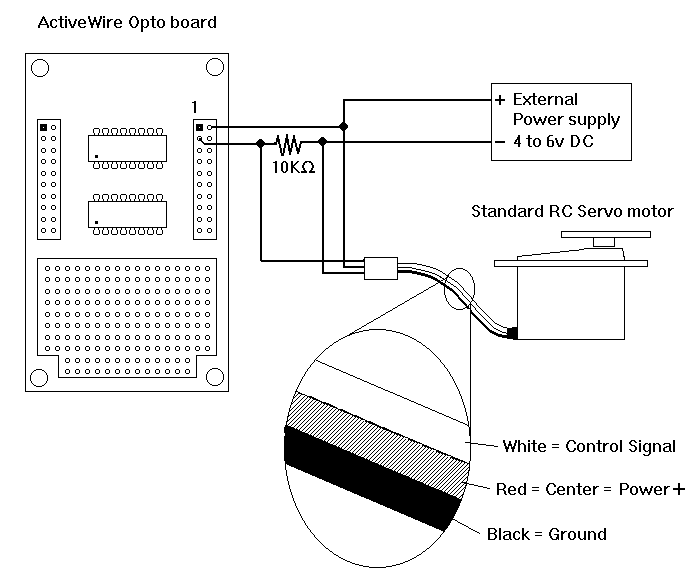 ActiveWire Opto board
1
+ External
Power supply
− 4 to 6v DC
10KΩ
Standard RC Servo motor
White = Control Signal
Red = Center = Power+
Black = Ground